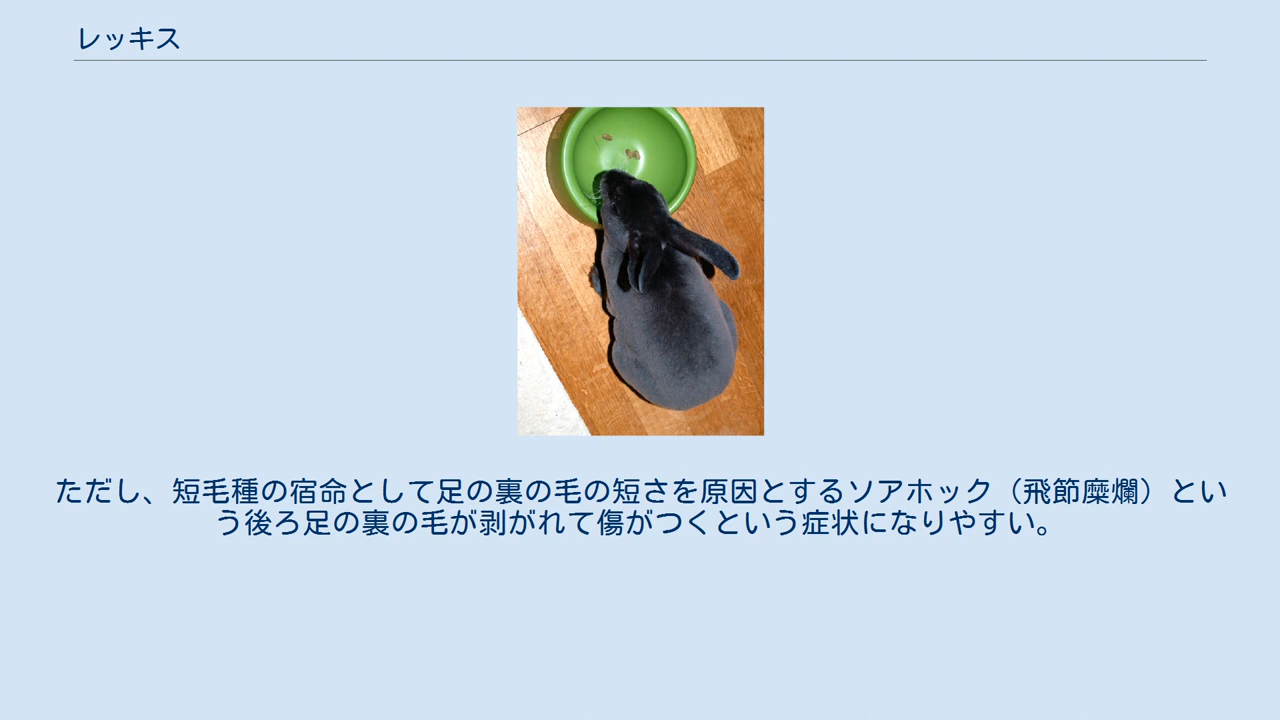 レッキス
ただし、短毛種の宿命として足の裏の毛の短さを原因とするソアホック（飛節糜爛）とい
う後ろ足の裏の毛が剥がれて傷がつくという症状になりやすい。